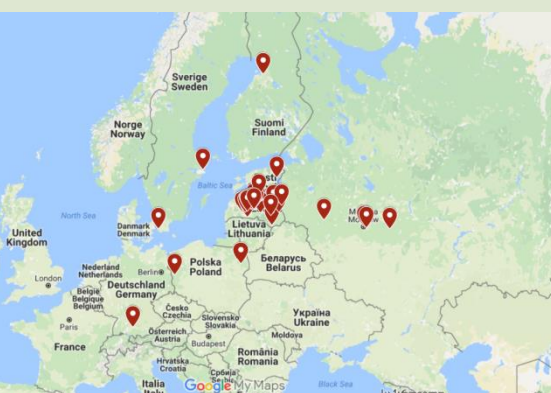 Sverige
Sweden
Norge
Norway
Suomi
Finland
Baltic Sea
North Sea
Danmark
Denmark
United
Kingdom
Lietuva
Lithuania
London
Nederland
Netherlands
Berlin
Polska
Poland
Беларусь
Belarus
België
Belgique
Belgium
Deutschland
Germany
Paris
Česko
Czechia
Slovensko
Slovakia
Україна
Ukraine
Österreich
Austria
Budapest
Moldova
France
România
Romania
Hrvatska
Croatia
Italia
Italy
Google My Maps
Black Sea